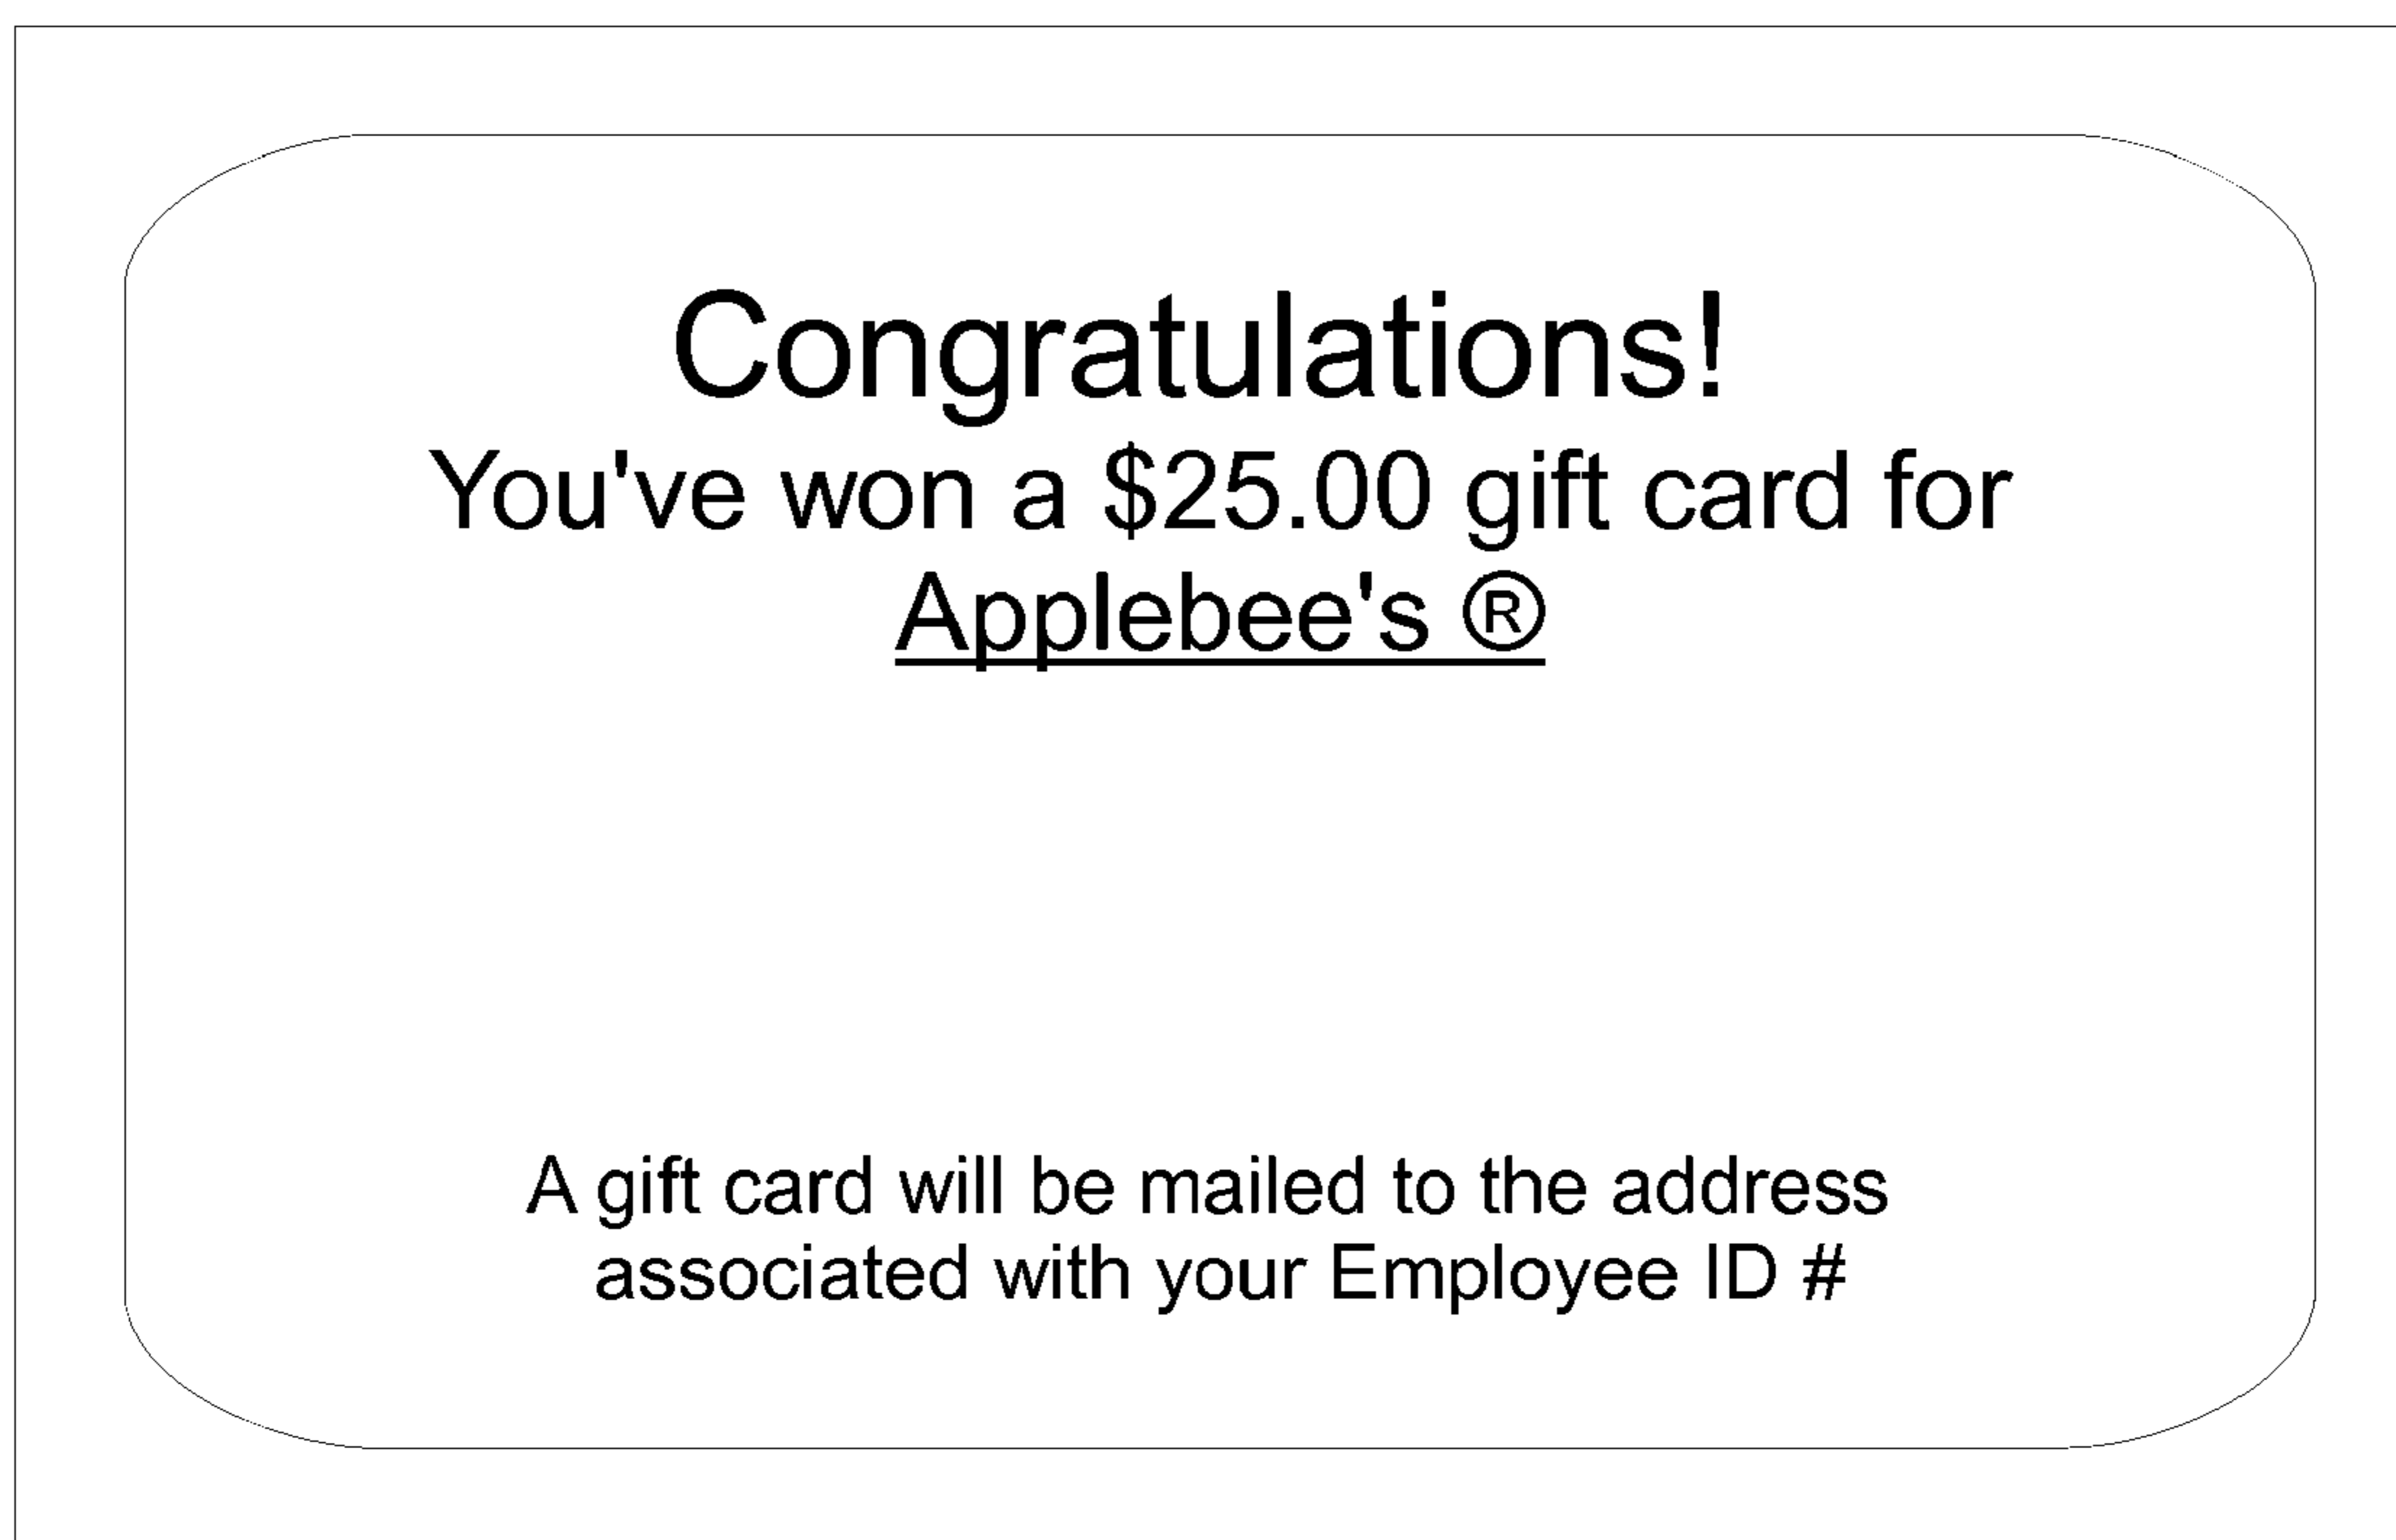 Congratulations!
You've won a $25.00 gift card for
Applebee's ®
A gift card will be mailed to the address
associated with your Employee ID #